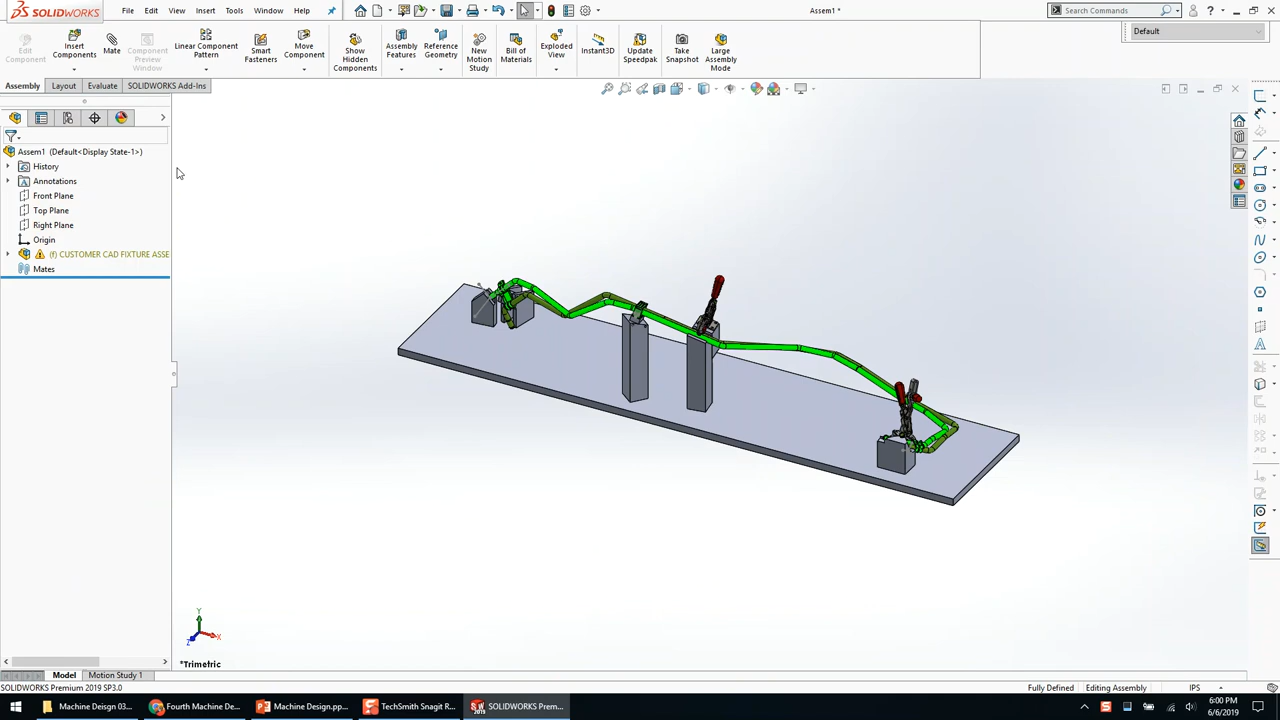 SOLIDWORKS File Edit View Insert Tools Window Help Assem1 * Search Commands
Edit Component
Insert Components
Mate
Component Preview Window
Linear Component Pattern
Smart Fasteners
Move Component
Show Hidden Components
Assembly Features
Reference Geometry
New Motion Study
Bill of Materials
Exploded View
Instant3D
Update Speedpak
Take Snapshot
Large Assembly Mode
Default
Assembly Layout Evaluate SOLIDWORKS Add-Ins
Assem1 (Default<Display State-1>)
History
Annotations
Front Plane
Top Plane
Right Plane
Origin
(f) CUSTOMER CAD FIXTURE ASSE
Mates
Y
Z X
*Trimetric
Model Motion Study 1
SOLIDWORKS Premium 2019 SP3.0 Fully Defined Editing Assembly IPS
Machine Deisgn 03... Fourth Machine De... Machine Design.pp... TechSmith Snagit R... SOLIDWORKS Prem... 6:00 PM
6/6/2019